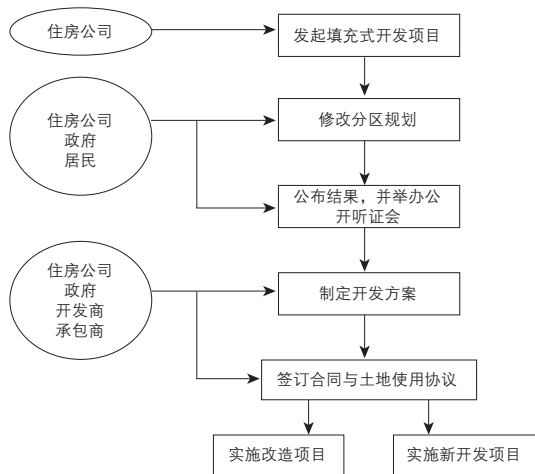 住房公司
发起填充式开发项目
住房公司
政府
居民
修改分区规划
公布结果，并举办公
开听证会
住房公司
政府
开发商
承包商
制定开发方案
签订合同与土地使用协议
实施改造项目
实施新开发项目